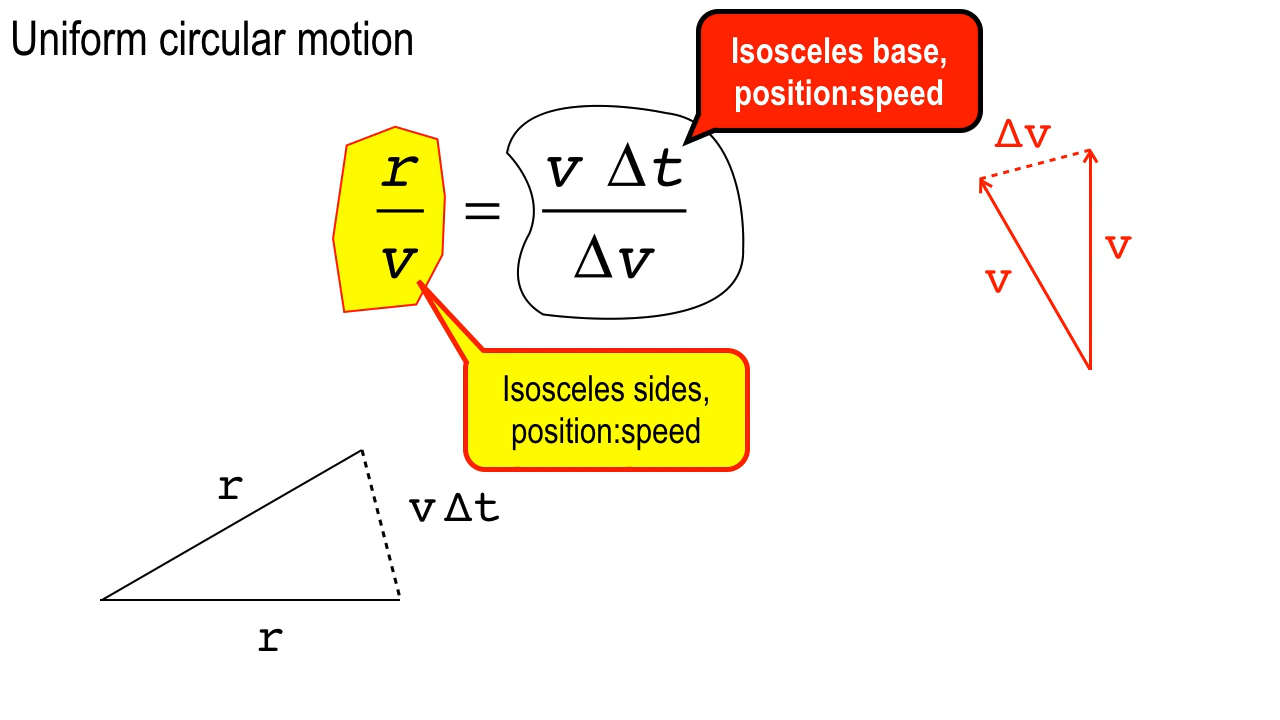 Uniform circular motion
Isosceles base,
position:speed
Δv
r
v
=
v Δt
Δv
v
v
Isosceles sides,
position:speed
r
v Δt
r